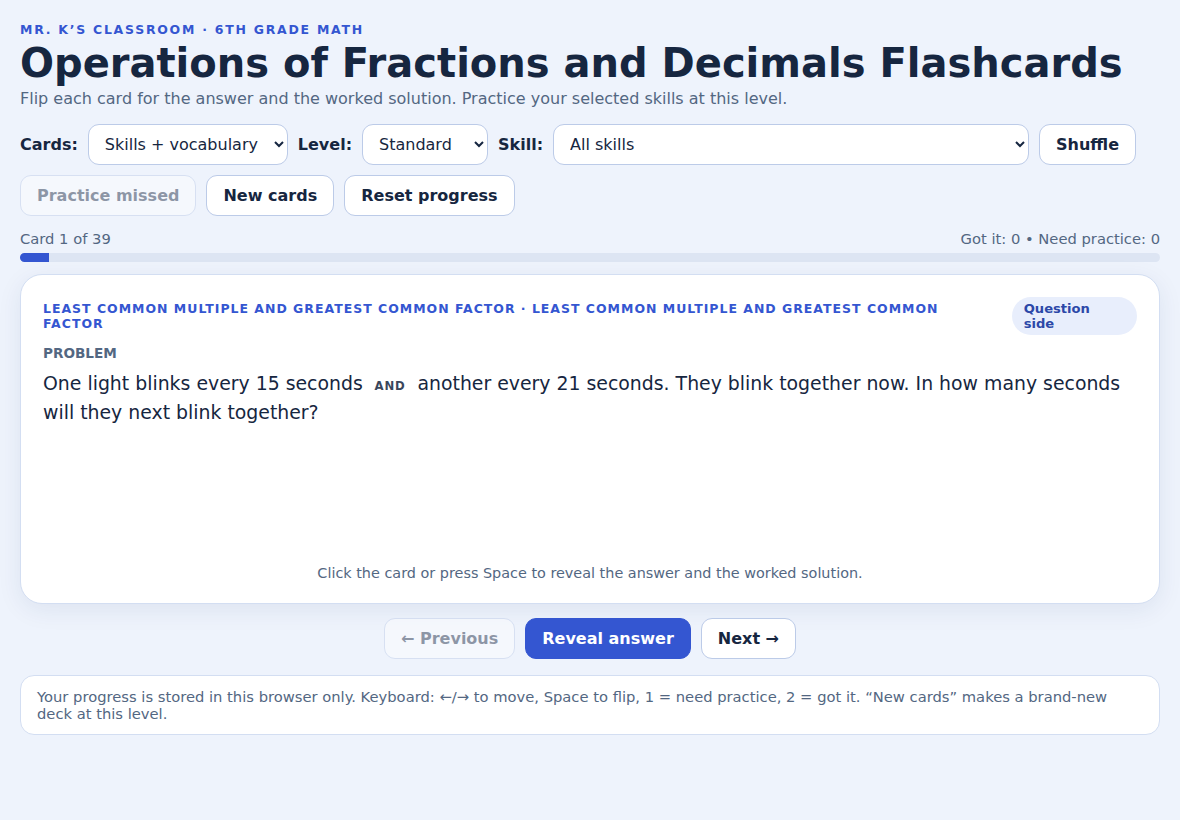 MR. K’S CLASSROOM · 6TH GRADE MATH
Operations of Fractions and Decimals Flashcards
Flip each card for the answer and the worked solution. Practice your selected skills at this level.
Cards: Skills + vocabulary Level: Standard Skill: All skills Shuffle
Practice missed New cards Reset progress
Card 1 of 39 Got it: 0 • Need practice: 0
LEAST COMMON MULTIPLE AND GREATEST COMMON FACTOR · LEAST COMMON MULTIPLE AND GREATEST COMMON
FACTOR
Question
side
PROBLEM
One light blinks every 15 seconds AND another every 21 seconds. They blink together now. In how many seconds
will they next blink together?
Click the card or press Space to reveal the answer and the worked solution.
← Previous Reveal answer Next →
Your progress is stored in this browser only. Keyboard: ←/→ to move, Space to flip, 1 = need practice, 2 = got it. “New cards” makes a brand-new
deck at this level.